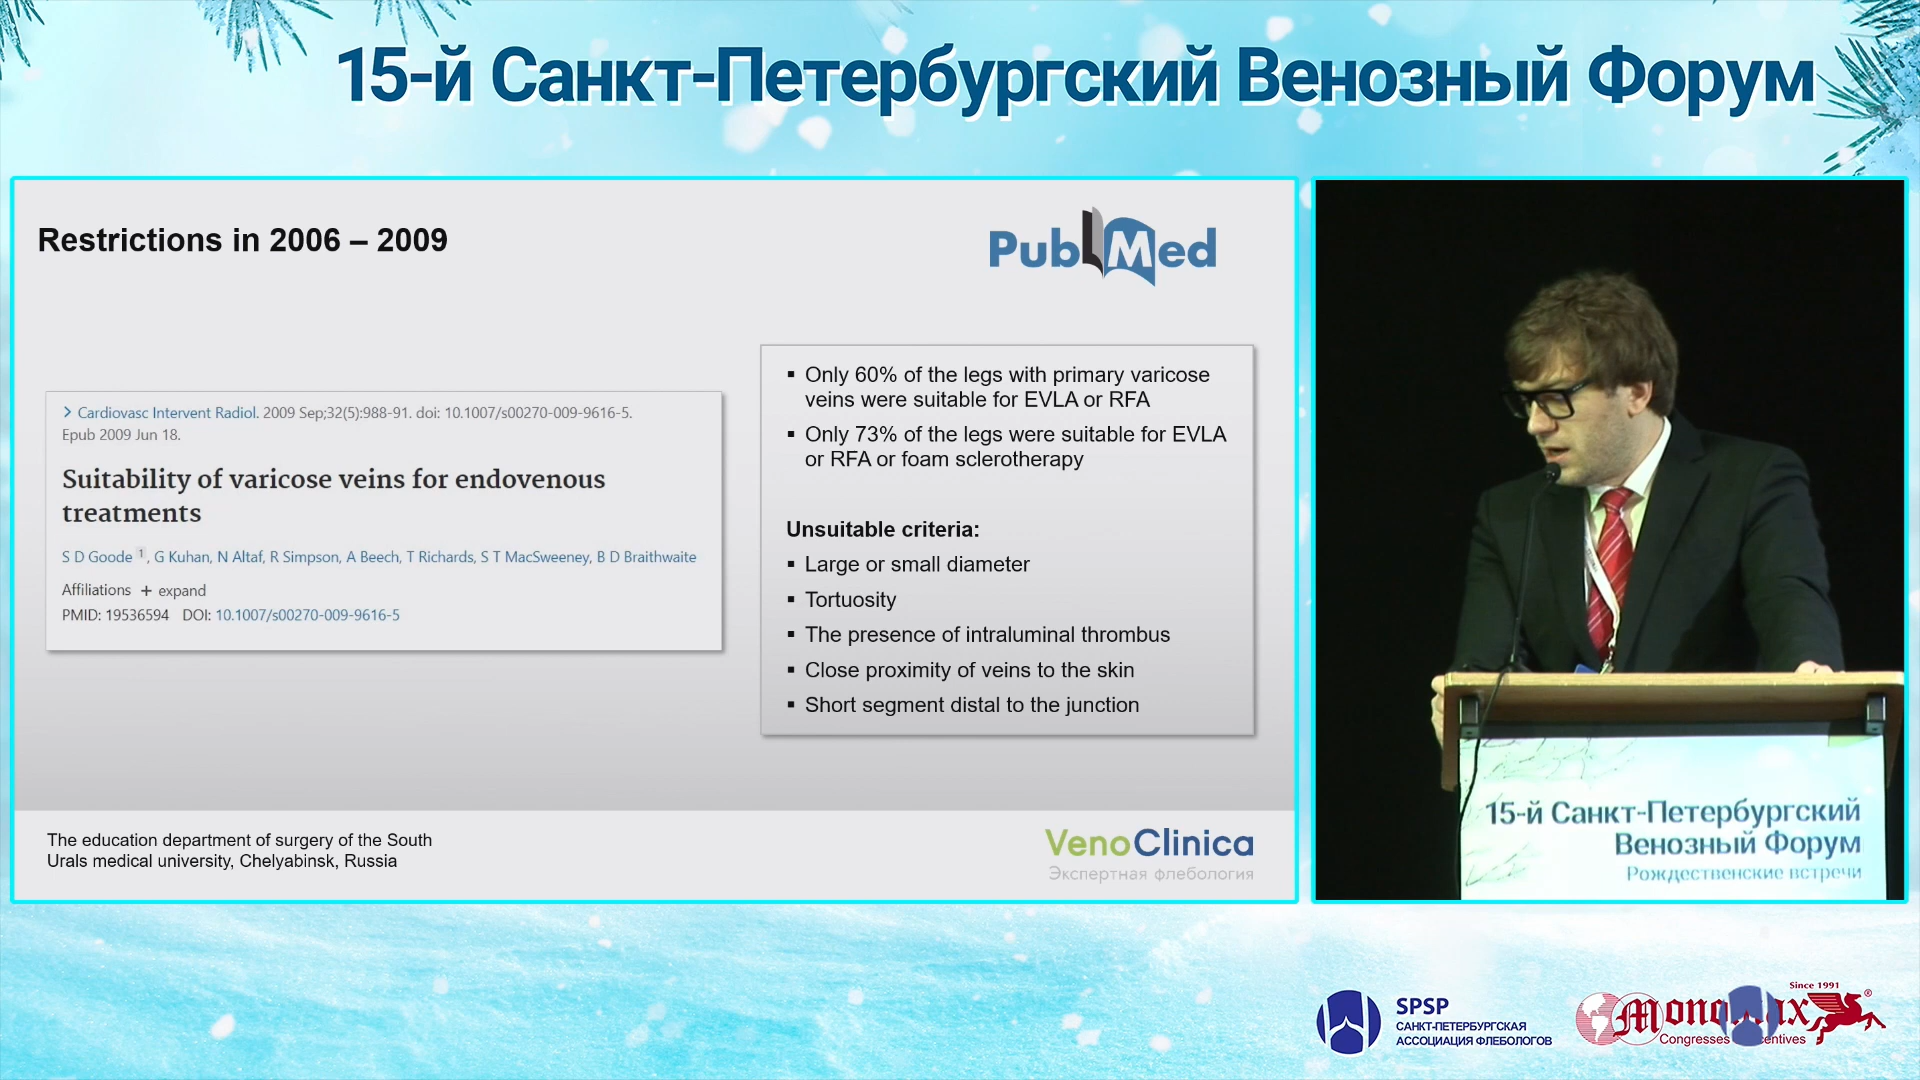 15-й Санкт-Петербургский Венозный Форум
Restrictions in 2006 – 2009
PubMed
> Cardiovasc Intervent Radiol. 2009 Sep;32(5):988-91. doi: 10.1007/s00270-009-9616-5.
Epub 2009 Jun 18.
Suitability of varicose veins for endovenous
treatments
S D Goode 1, G Kuhan, N Altaf, R Simpson, A Beech, T Richards, S T MacSweeney, B D Braithwaite
Affiliations + expand
PMID: 19536594 DOI: 10.1007/s00270-009-9616-5
▪ Only 60% of the legs with primary varicose
veins were suitable for EVLA or RFA
▪ Only 73% of the legs were suitable for EVLA
or RFA or foam sclerotherapy
Unsuitable criteria:
▪ Large or small diameter
▪ Tortuosity
▪ The presence of intraluminal thrombus
▪ Close proximity of veins to the skin
▪ Short segment distal to the junction
The education department of surgery of the South
Urals medical university, Chelyabinsk, Russia
VenoClinica
Экспертная флебология
15-й Санкт-Петербургский
Венозный Форум
Рождественские встречи
SPSP
САНКТ-ПЕТЕРБУРГСКАЯ
АССОЦИАЦИЯ ФЛЕБОЛОГОВ
Since 1991
Congresses